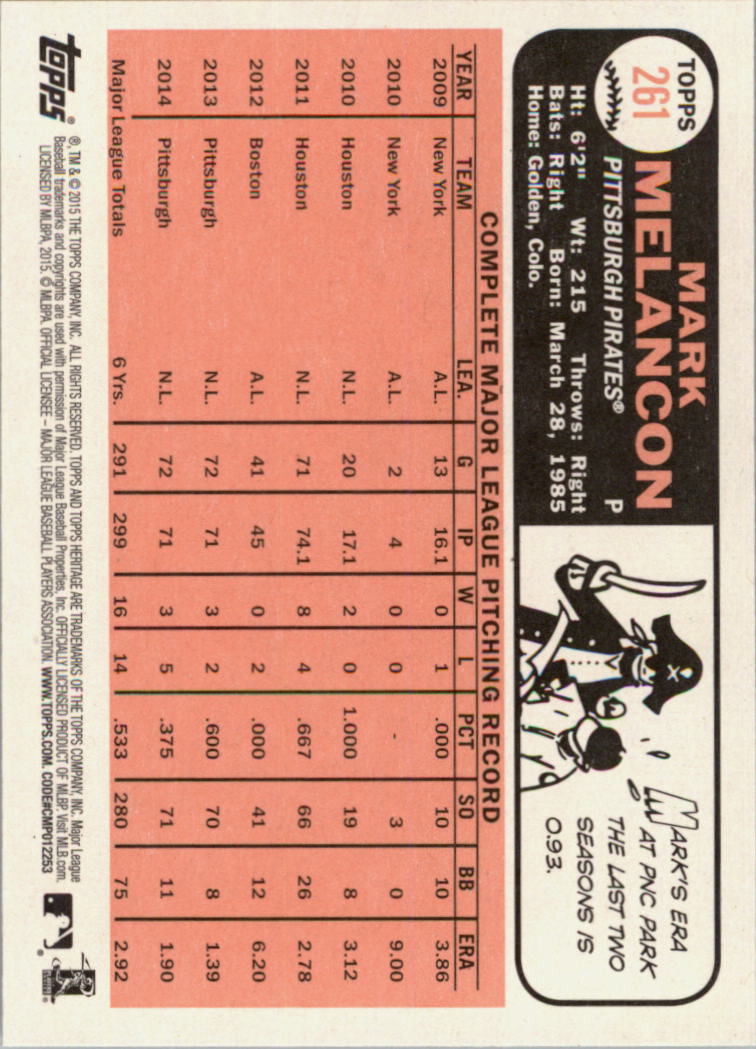 TOPPS
261
MARK
MELANCON
PITTSBURGH PIRATES® P
Ht: 6'2" Wt: 215 Throws: Right
Bats: Right Born: March 28, 1985
Home: Golden, Colo.
MARK'S ERA
AT PNC PARK
THE LAST TWO
SEASONS IS
0.93.
COMPLETE MAJOR LEAGUE PITCHING RECORD
YEAR TEAM LEA. G IP W L PCT SO BB ERA
2009 New York A.L. 13 16.1 0 1 .000 10 10 3.86
2010 New York A.L. 2 4 0 0 - 3 0 9.00
2010 Houston N.L. 20 17.1 2 0 1.000 19 8 3.12
2011 Houston N.L. 71 74.1 8 4 .667 66 26 2.78
2012 Boston A.L. 41 45 0 2 .000 41 12 6.20
2013 Pittsburgh N.L. 72 71 3 2 .600 70 8 1.39
2014 Pittsburgh N.L. 72 71 3 5 .375 71 11 1.90
Major League Totals 6 Yrs. 291 299 16 14 .533 280 75 2.92
topps®
®, TM & © 2015 THE TOPPS COMPANY, INC. ALL RIGHTS RESERVED. TOPPS AND TOPPS HERITAGE ARE TRADEMARKS OF THE TOPPS COMPANY, INC. Major League
Baseball trademarks and copyrights are used with permission of Major League Baseball Properties, Inc. OFFICIALLY LICENSED PRODUCT OF MLBP. Visit MLB.com.
LICENSED BY MLBPA, 2015. © MLBPA. OFFICIAL LICENSEE – MAJOR LEAGUE BASEBALL PLAYERS ASSOCIATION. WWW.TOPPS.COM. CODE#CMP012253